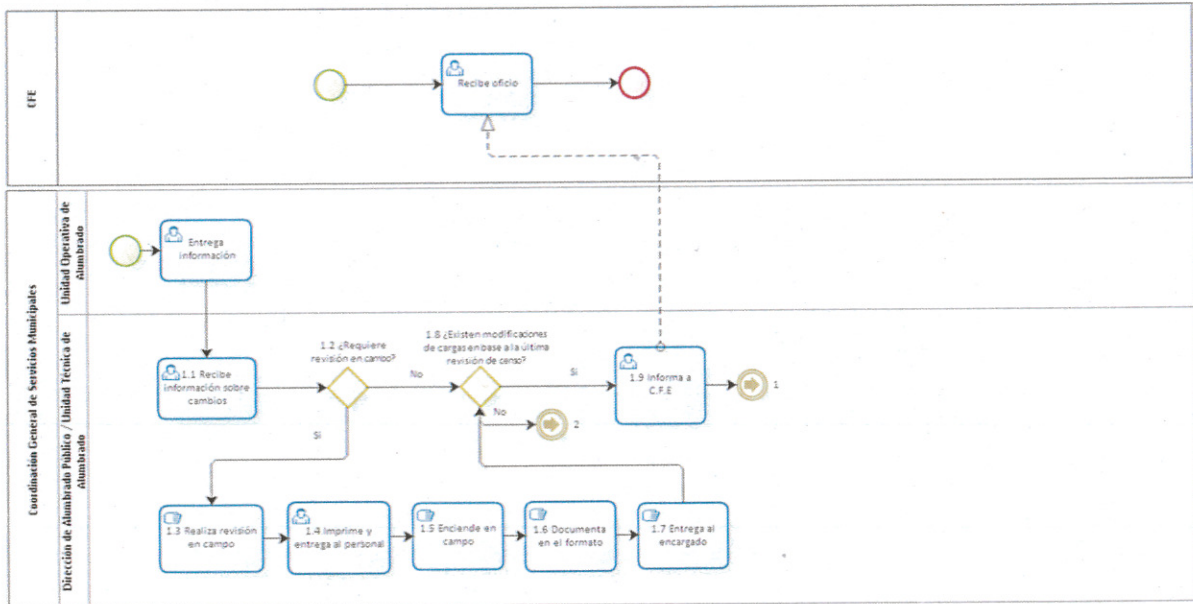 CFE
Recibe oficio
Coordinación General de Servicios Municipales
Unidad Operativa de
Alumbrado
Entrega
información
Dirección de Alumbrado Público / Unidad Técnica de
Alumbrado
1.1 Recibe
información sobre
cambios
1.2 ¿Requiere
revisión en campo?
No
Si
1.8 ¿Existen modificaciones
de cargas en base a la última
revisión de censo?
Si
No
2
1.9 Informa a
C.F.E
1
1.3 Realiza revisión
en campo
1.4 Imprime y
entrega al personal
1.5 Enciende en
campo
1.6 Documenta
en el formato
1.7 Entrega al
encargado